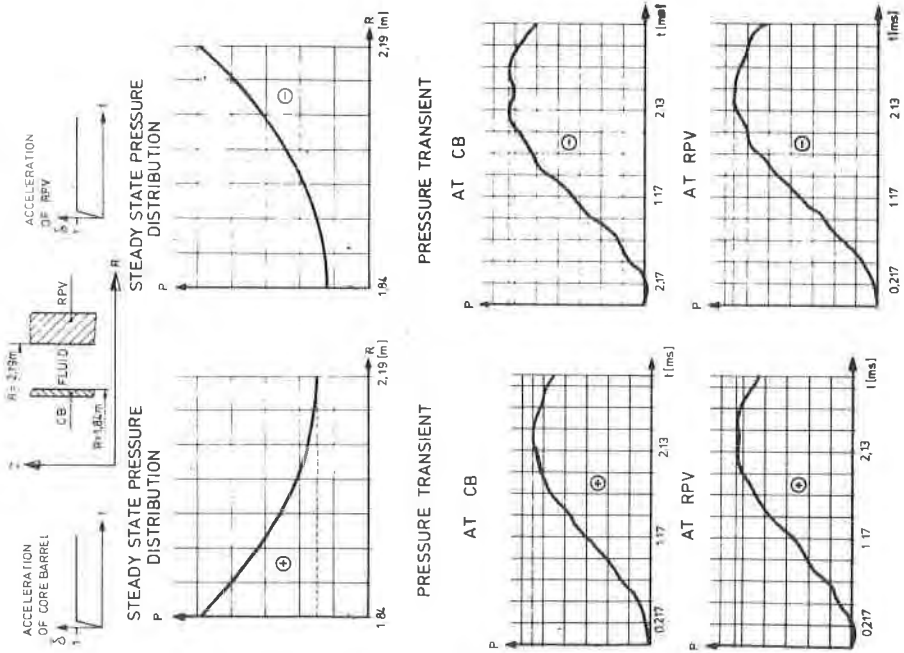 ACCELERATION
OF CORE BARREL
δ
1
t
Z
R = 2,19m
CB
FLUID
RPV
R=1,84m
R
ACCELERATION
OF RPV
δ
1
t
STEADY STATE PRESSURE
DISTRIBUTION
P
+
1.84
2,19 [m]
R
STEADY STATE PRESSURE
DISTRIBUTION
P
−
1.84
2,19 [m]
R
PRESSURE TRANSIENT
AT CB
P
+
0,217
1.17
2,13
t [ms]
PRESSURE TRANSIENT
AT CB
P
−
2,17
1.17
2.13
t [ms]
AT RPV
P
+
0,217
1.17
2,13
t [ms]
AT RPV
P
−
0,217
1.17
2.13
t [ms]